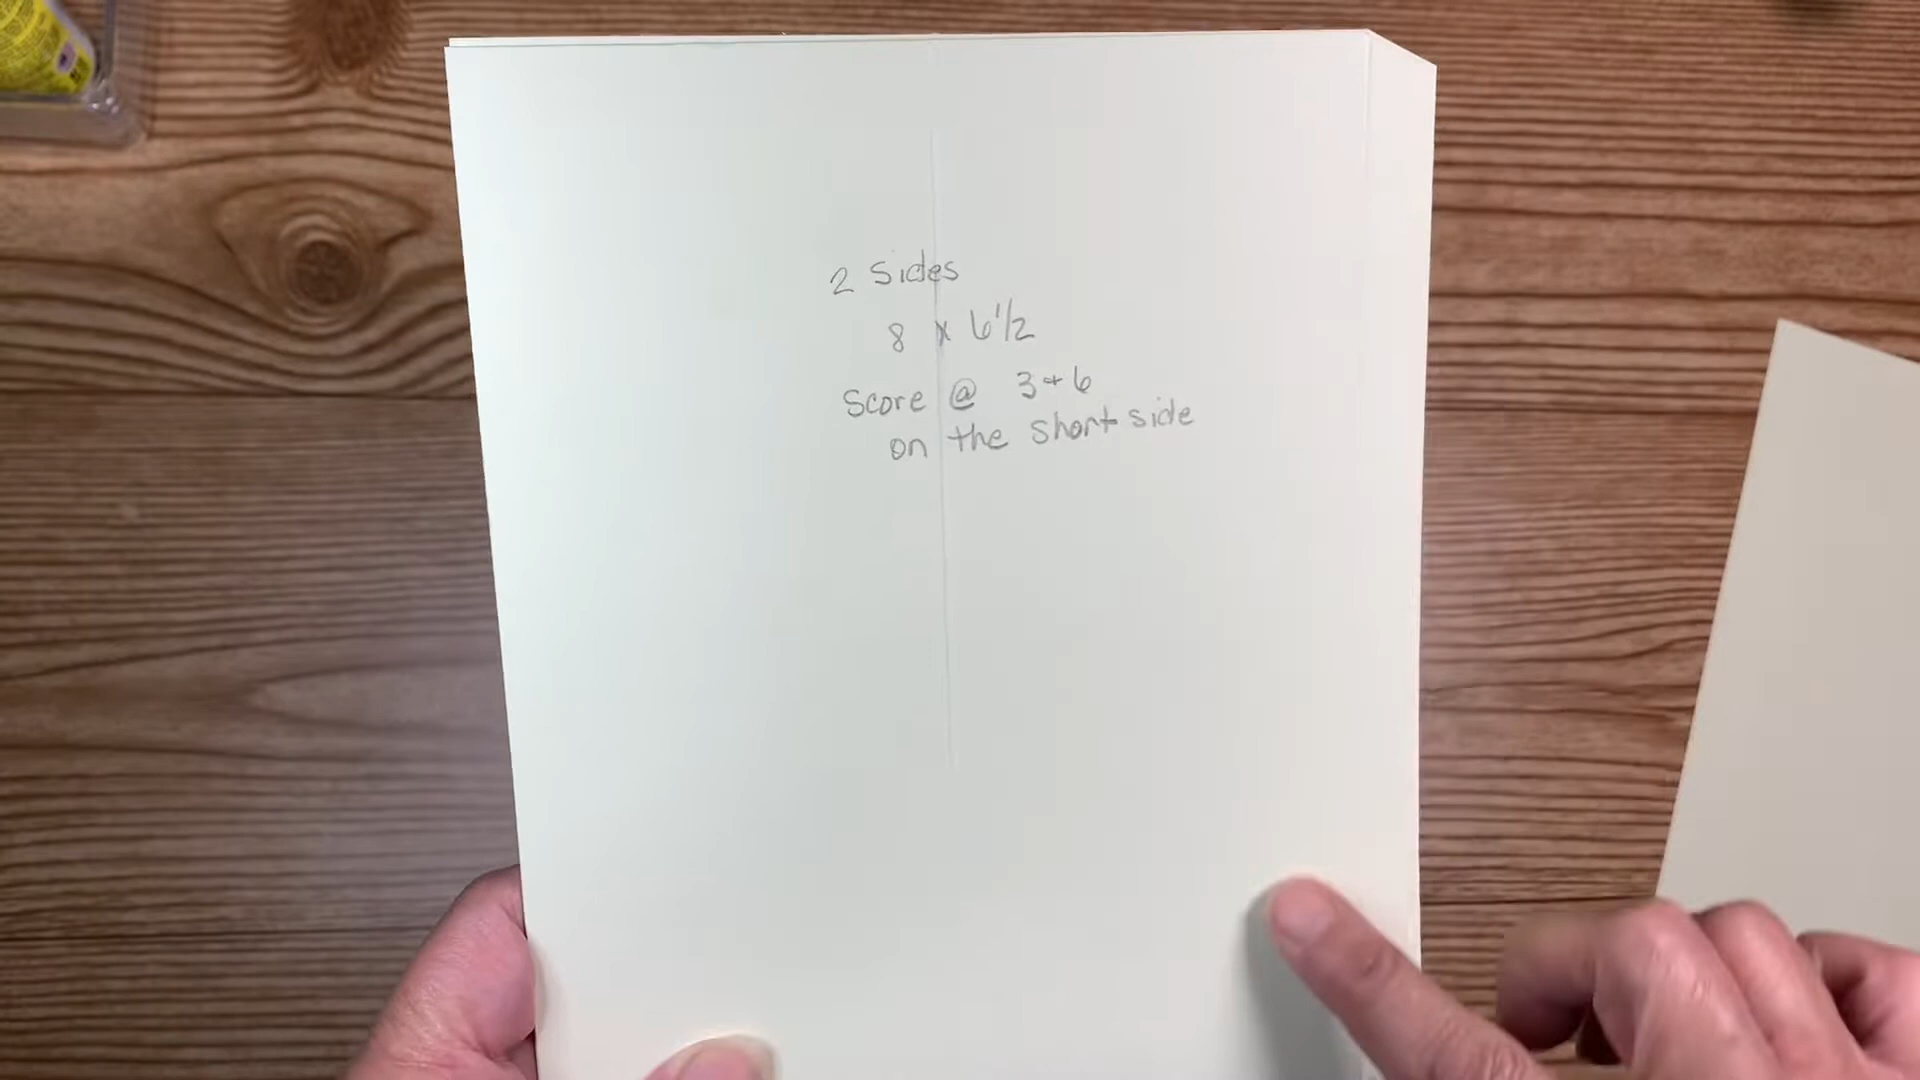 2 Sides
8 x 6 1/2
Score @ 3 + 6
on the short side